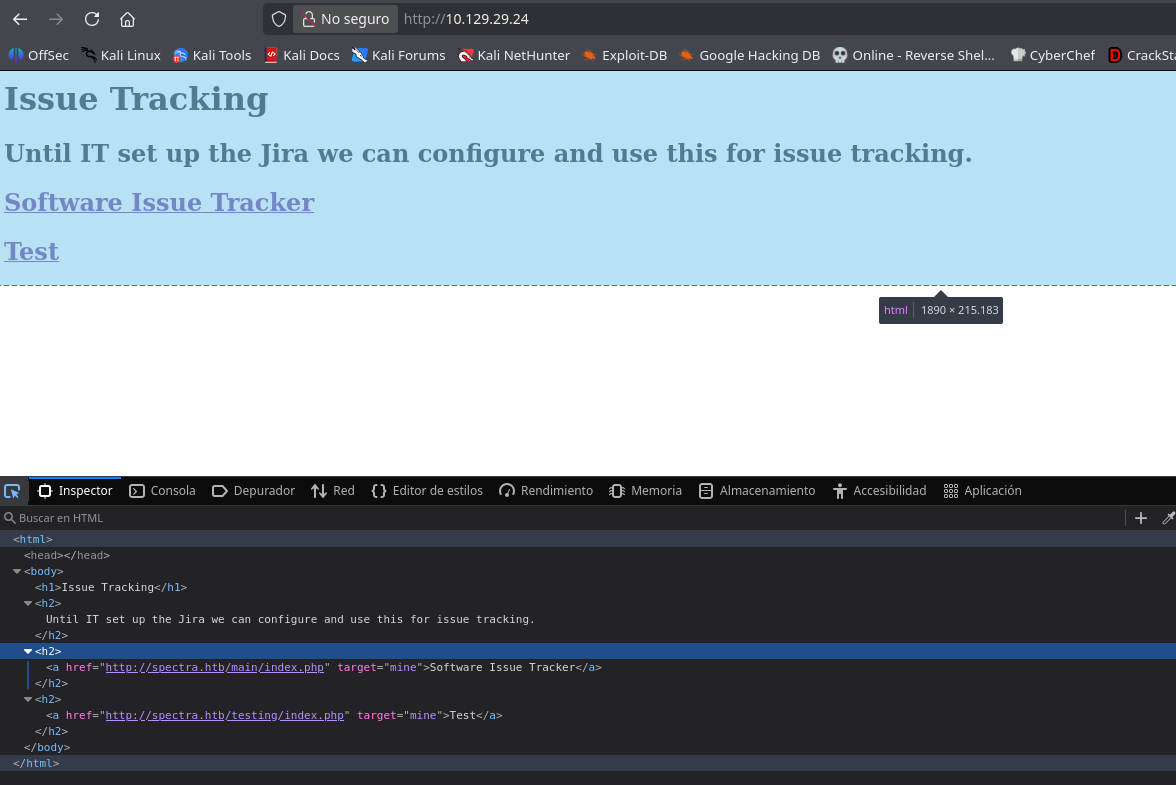 No seguro http://10.129.29.24
OffSec Kali Linux Kali Tools Kali Docs Kali Forums Kali NetHunter Exploit-DB Google Hacking DB Online - Reverse Shel... CyberChef CrackSta
Issue Tracking
Until IT set up the Jira we can configure and use this for issue tracking.
Software Issue Tracker
Test
html 1890 × 215.183
Inspector Consola Depurador Red Editor de estilos Rendimiento Memoria Almacenamiento Accesibilidad Aplicación
Buscar en HTML
<html>
<head></head>
<body>
<h1>Issue Tracking</h1>
<h2>
Until IT set up the Jira we can configure and use this for issue tracking.
</h2>
<h2>
<a href="http://spectra.htb/main/index.php" target="mine">Software Issue Tracker</a>
</h2>
<h2>
<a href="http://spectra.htb/testing/index.php" target="mine">Test</a>
</h2>
</body>
</html>